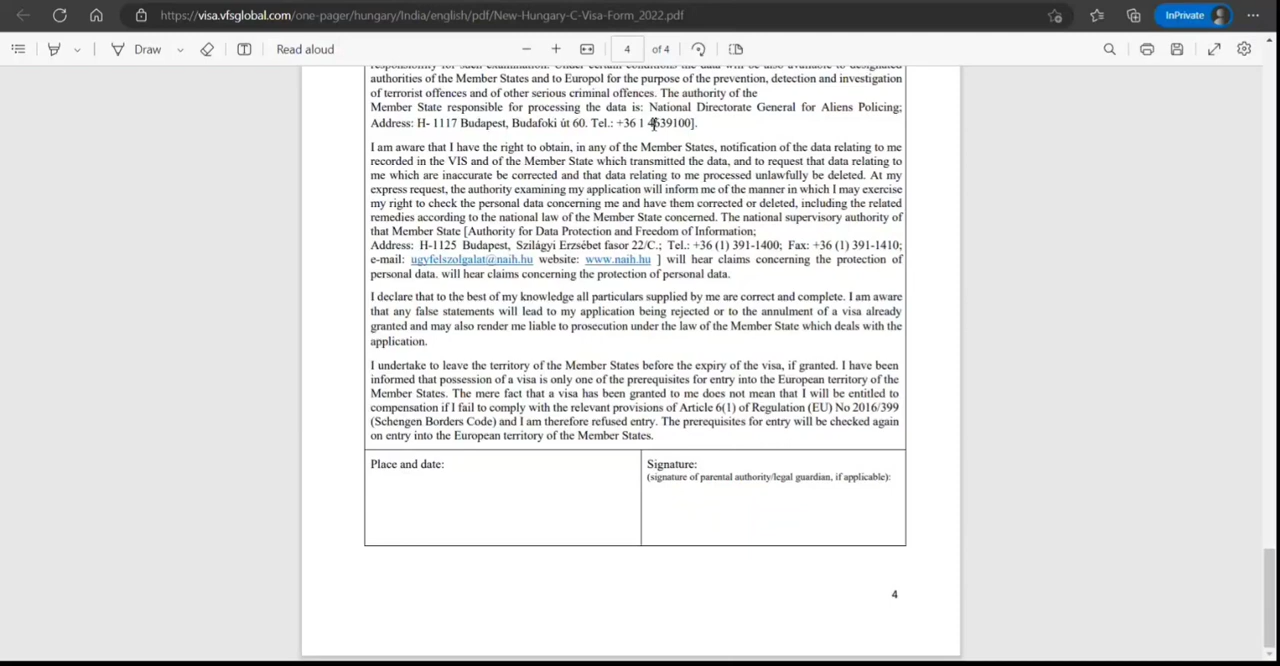 https://visa.vfsglobal.com/one-pager/hungary/India/english/pdf/New-Hungary-C-Visa-Form_2022.pdf
InPrivate
Draw
Read aloud
4 of 4
responsibility for such examination. Under certain conditions the data will be also available to designated
authorities of the Member States and to Europol for the purpose of the prevention, detection and investigation
of terrorist offences and of other serious criminal offences. The authority of the
Member State responsible for processing the data is: National Directorate General for Aliens Policing;
Address: H- 1117 Budapest, Budafoki út 60. Tel.: +36 1 4639100].
I am aware that I have the right to obtain, in any of the Member States, notification of the data relating to me
recorded in the VIS and of the Member State which transmitted the data, and to request that data relating to
me which are inaccurate be corrected and that data relating to me processed unlawfully be deleted. At my
express request, the authority examining my application will inform me of the manner in which I may exercise
my right to check the personal data concerning me and have them corrected or deleted, including the related
remedies according to the national law of the Member State concerned. The national supervisory authority of
that Member State [Authority for Data Protection and Freedom of Information;
Address: H-1125 Budapest, Szilágyi Erzsébet fasor 22/C.; Tel.: +36 (1) 391-1400; Fax: +36 (1) 391-1410;
e-mail: ugyfelszolgalat@naih.hu website: www.naih.hu ] will hear claims concerning the protection of
personal data. will hear claims concerning the protection of personal data.
I declare that to the best of my knowledge all particulars supplied by me are correct and complete. I am aware
that any false statements will lead to my application being rejected or to the annulment of a visa already
granted and may also render me liable to prosecution under the law of the Member State which deals with the
application.
I undertake to leave the territory of the Member States before the expiry of the visa, if granted. I have been
informed that possession of a visa is only one of the prerequisites for entry into the European territory of the
Member States. The mere fact that a visa has been granted to me does not mean that I will be entitled to
compensation if I fail to comply with the relevant provisions of Article 6(1) of Regulation (EU) No 2016/399
(Schengen Borders Code) and I am therefore refused entry. The prerequisites for entry will be checked again
on entry into the European territory of the Member States.
Place and date:
Signature:
(signature of parental authority/legal guardian, if applicable):
4